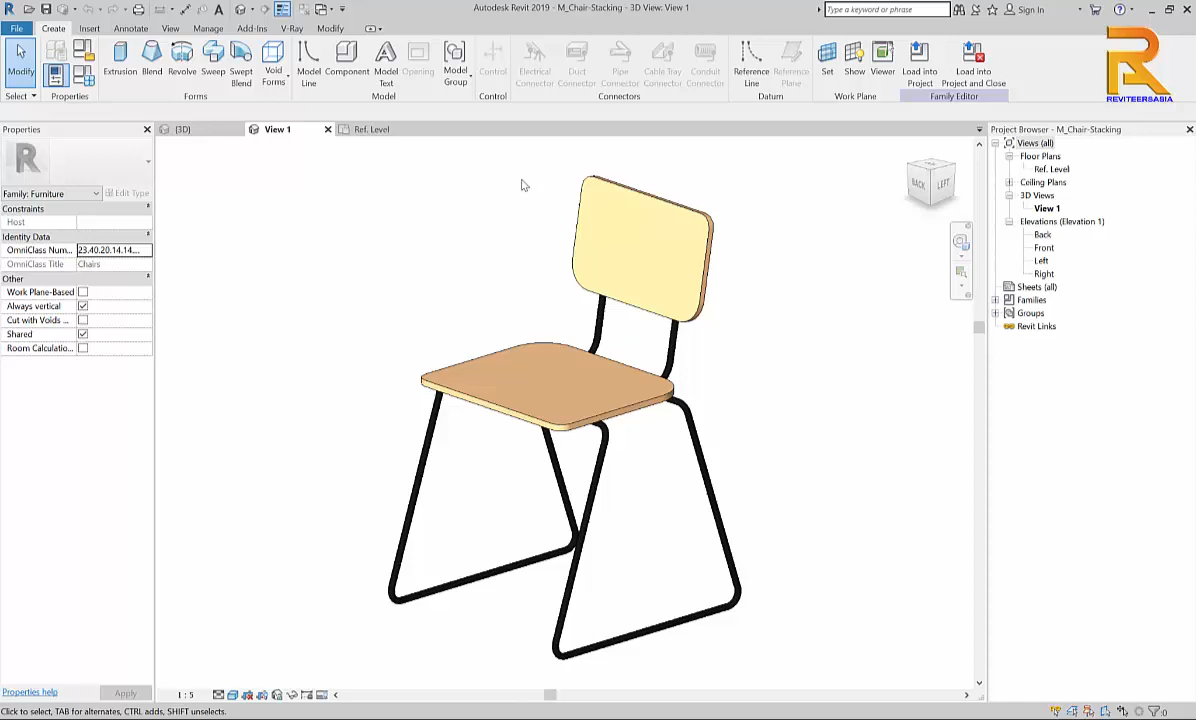 Autodesk Revit 2019 - M_Chair-Stacking - 3D View: View 1
Type a keyword or phrase
Sign In
File
Create
Insert
Annotate
View
Manage
Add-Ins
V-Ray
Modify
Modify
Extrusion
Blend
Revolve
Sweep
Swept Blend
Void Forms
Model Line
Component
Model Text
Opening
Model Group
Control
Electrical Connector
Duct Connector
Pipe Connector
Cable Tray Connector
Conduit Connector
Reference Line
Reference Plane
Set
Show
Viewer
Load into Project
Load into Project and Close
Select
Properties
Forms
Model
Control
Connectors
Datum
Work Plane
Family Editor
REVITEERSASIA
Properties
R
Family: Furniture
Edit Type
Constraints
Host
Identity Data
OmniClass Num...
23.40.20.14.14....
OmniClass Title
Chairs
Other
Work Plane-Based
Always vertical
Cut with Voids ...
Shared
Room Calculatio...
Properties help
Apply
{3D}
View 1
Ref. Level
BACK
LEFT
Project Browser - M_Chair-Stacking
Views (all)
Floor Plans
Ref. Level
Ceiling Plans
3D Views
View 1
Elevations (Elevation 1)
Back
Front
Left
Right
Sheets (all)
Families
Groups
Revit Links
1 : 5
Click to select, TAB for alternates, CTRL adds, SHIFT unselects.
:0